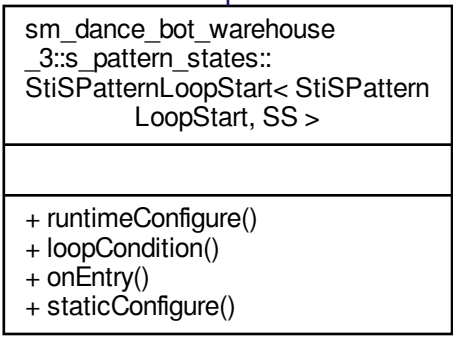 sm_dance_bot_warehouse
_3::s_pattern_states::
StiSPatternLoopStart< StiSPattern
LoopStart, SS >
+ runtimeConfigure()
+ loopCondition()
+ onEntry()
+ staticConfigure()